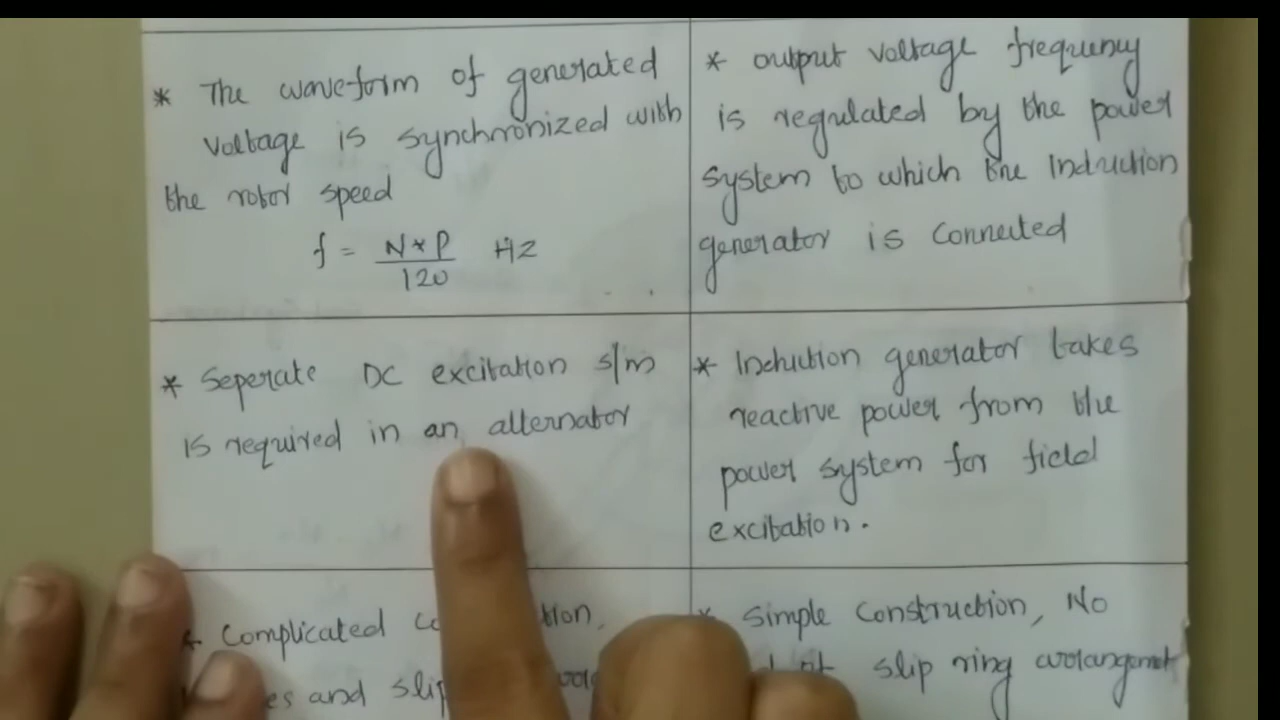 * The waveform of generated
voltage is synchronized with
the rotor speed
f = N*P / 120 Hz
* Seperate DC excitation s/m
is required in an alternator
* Complicated
and slip
* output voltage frequency
is regulated by the power
system to which the Induction
generator is connected
* Induction generator takes
reactive power from the
power system for field
excitation.
* Simple construction, No
slip ring